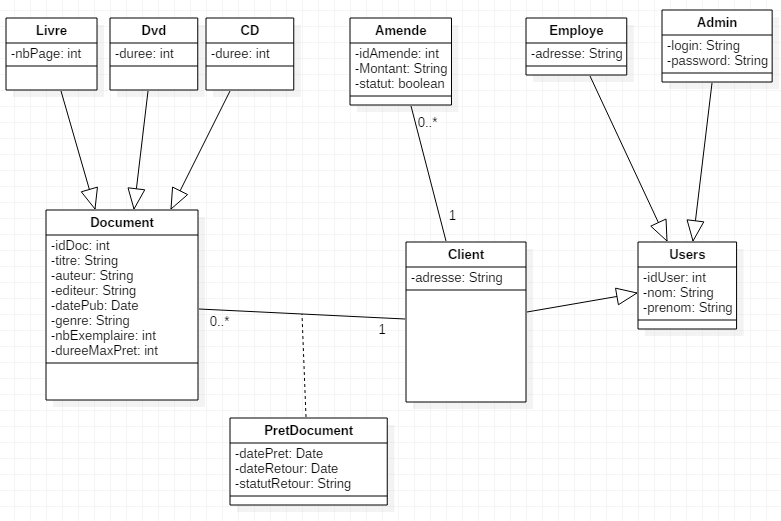 Livre
-nbPage: int
Dvd
-duree: int
CD
-duree: int
Amende
-idAmende: int
-Montant: String
-statut: boolean
Employe
-adresse: String
Admin
-login: String
-password: String
0..*
1
Document
-idDoc: int
-titre: String
-auteur: String
-editeur: String
-datePub: Date
-genre: String
-nbExemplaire: int
-dureeMaxPret: int
0..*
1
Client
-adresse: String
Users
-idUser: int
-nom: String
-prenom: String
PretDocument
-datePret: Date
-dateRetour: Date
-statutRetour: String